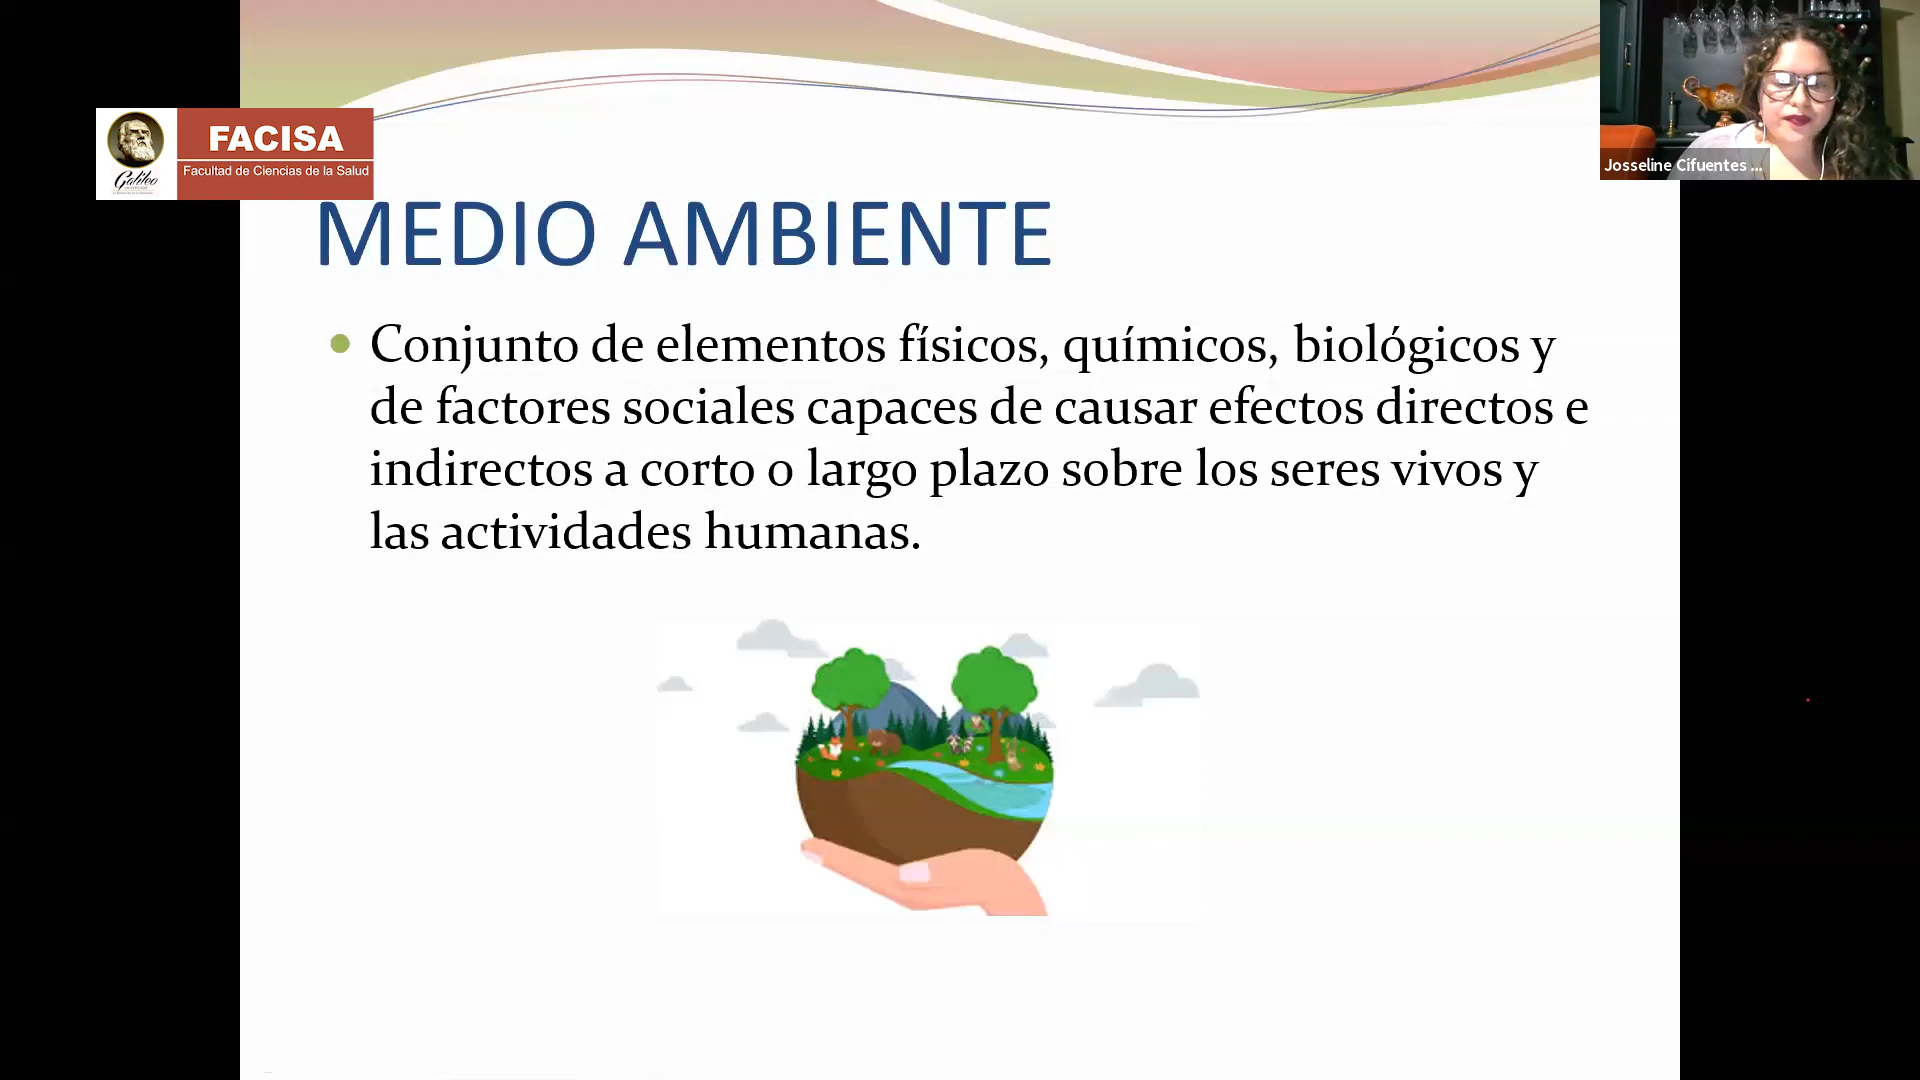 FACISA
Galileo
Facultad de Ciencias de la Salud
Josseline Cifuentes ...
MEDIO AMBIENTE
Conjunto de elementos físicos, químicos, biológicos y
de factores sociales capaces de causar efectos directos e
indirectos a corto o largo plazo sobre los seres vivos y
las actividades humanas.